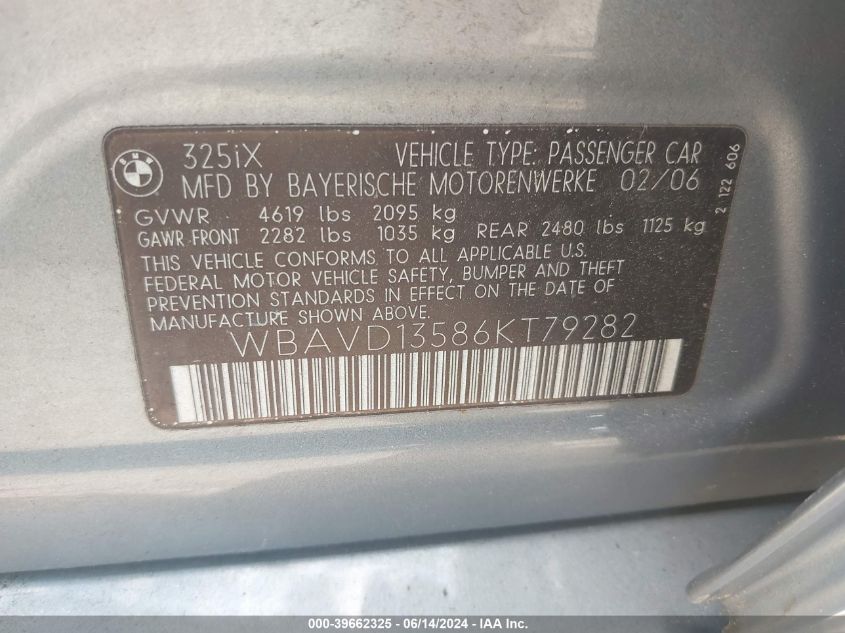 BMW
325iX VEHICLE TYPE: PASSENGER CAR
MFD BY BAYERISCHE MOTORENWERKE 02/06
GVWR 4619 lbs 2095 kg
GAWR FRONT 2282 lbs 1035 kg REAR 2480 lbs 1125 kg
THIS VEHICLE CONFORMS TO ALL APPLICABLE U.S.
FEDERAL MOTOR VEHICLE SAFETY, BUMPER AND THEFT
PREVENTION STANDARDS IN EFFECT ON THE DATE OF
MANUFACTURE SHOWN ABOVE.
WBAVD13586KT79282
2 122 606
000-39662325 - 06/14/2024 - IAA Inc.